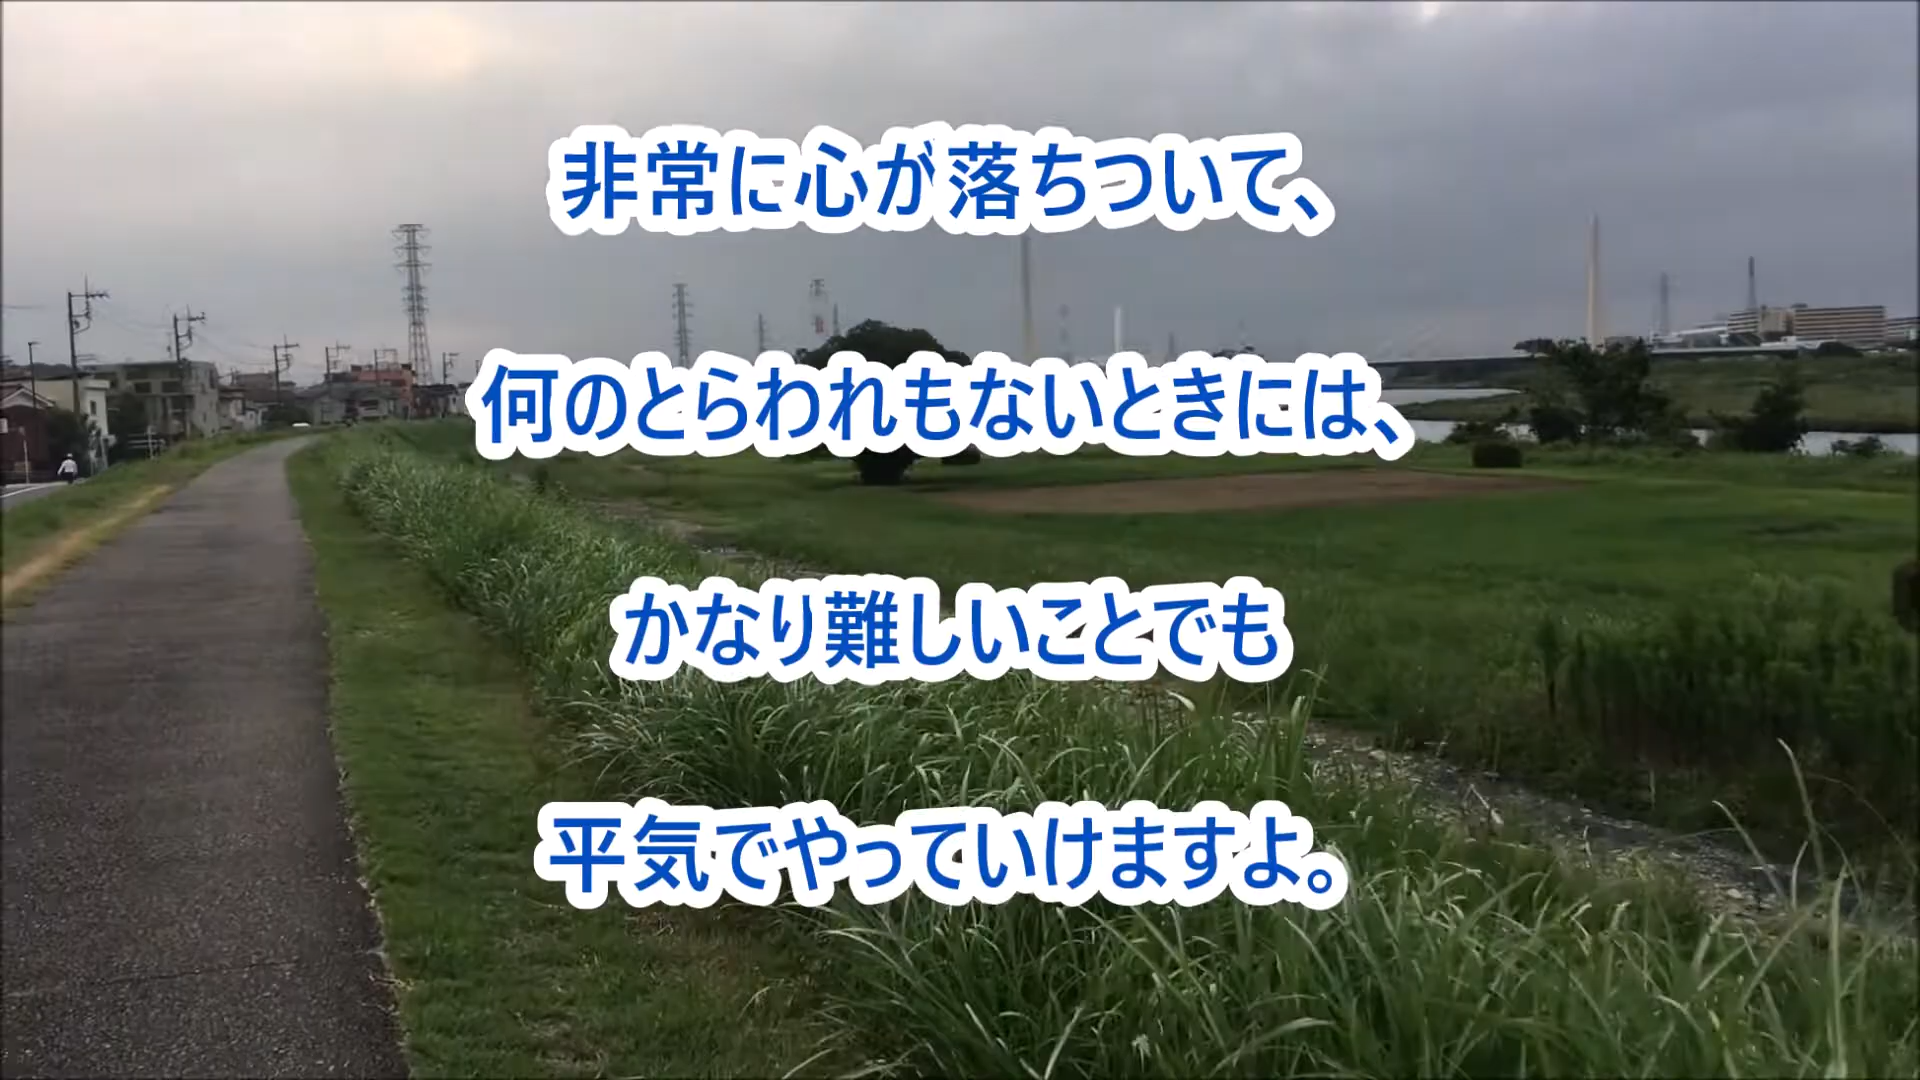 非常に心が落ちついて、
何のとらわれもないときには、
かなり難しいことでも
平気でやっていけますよ。